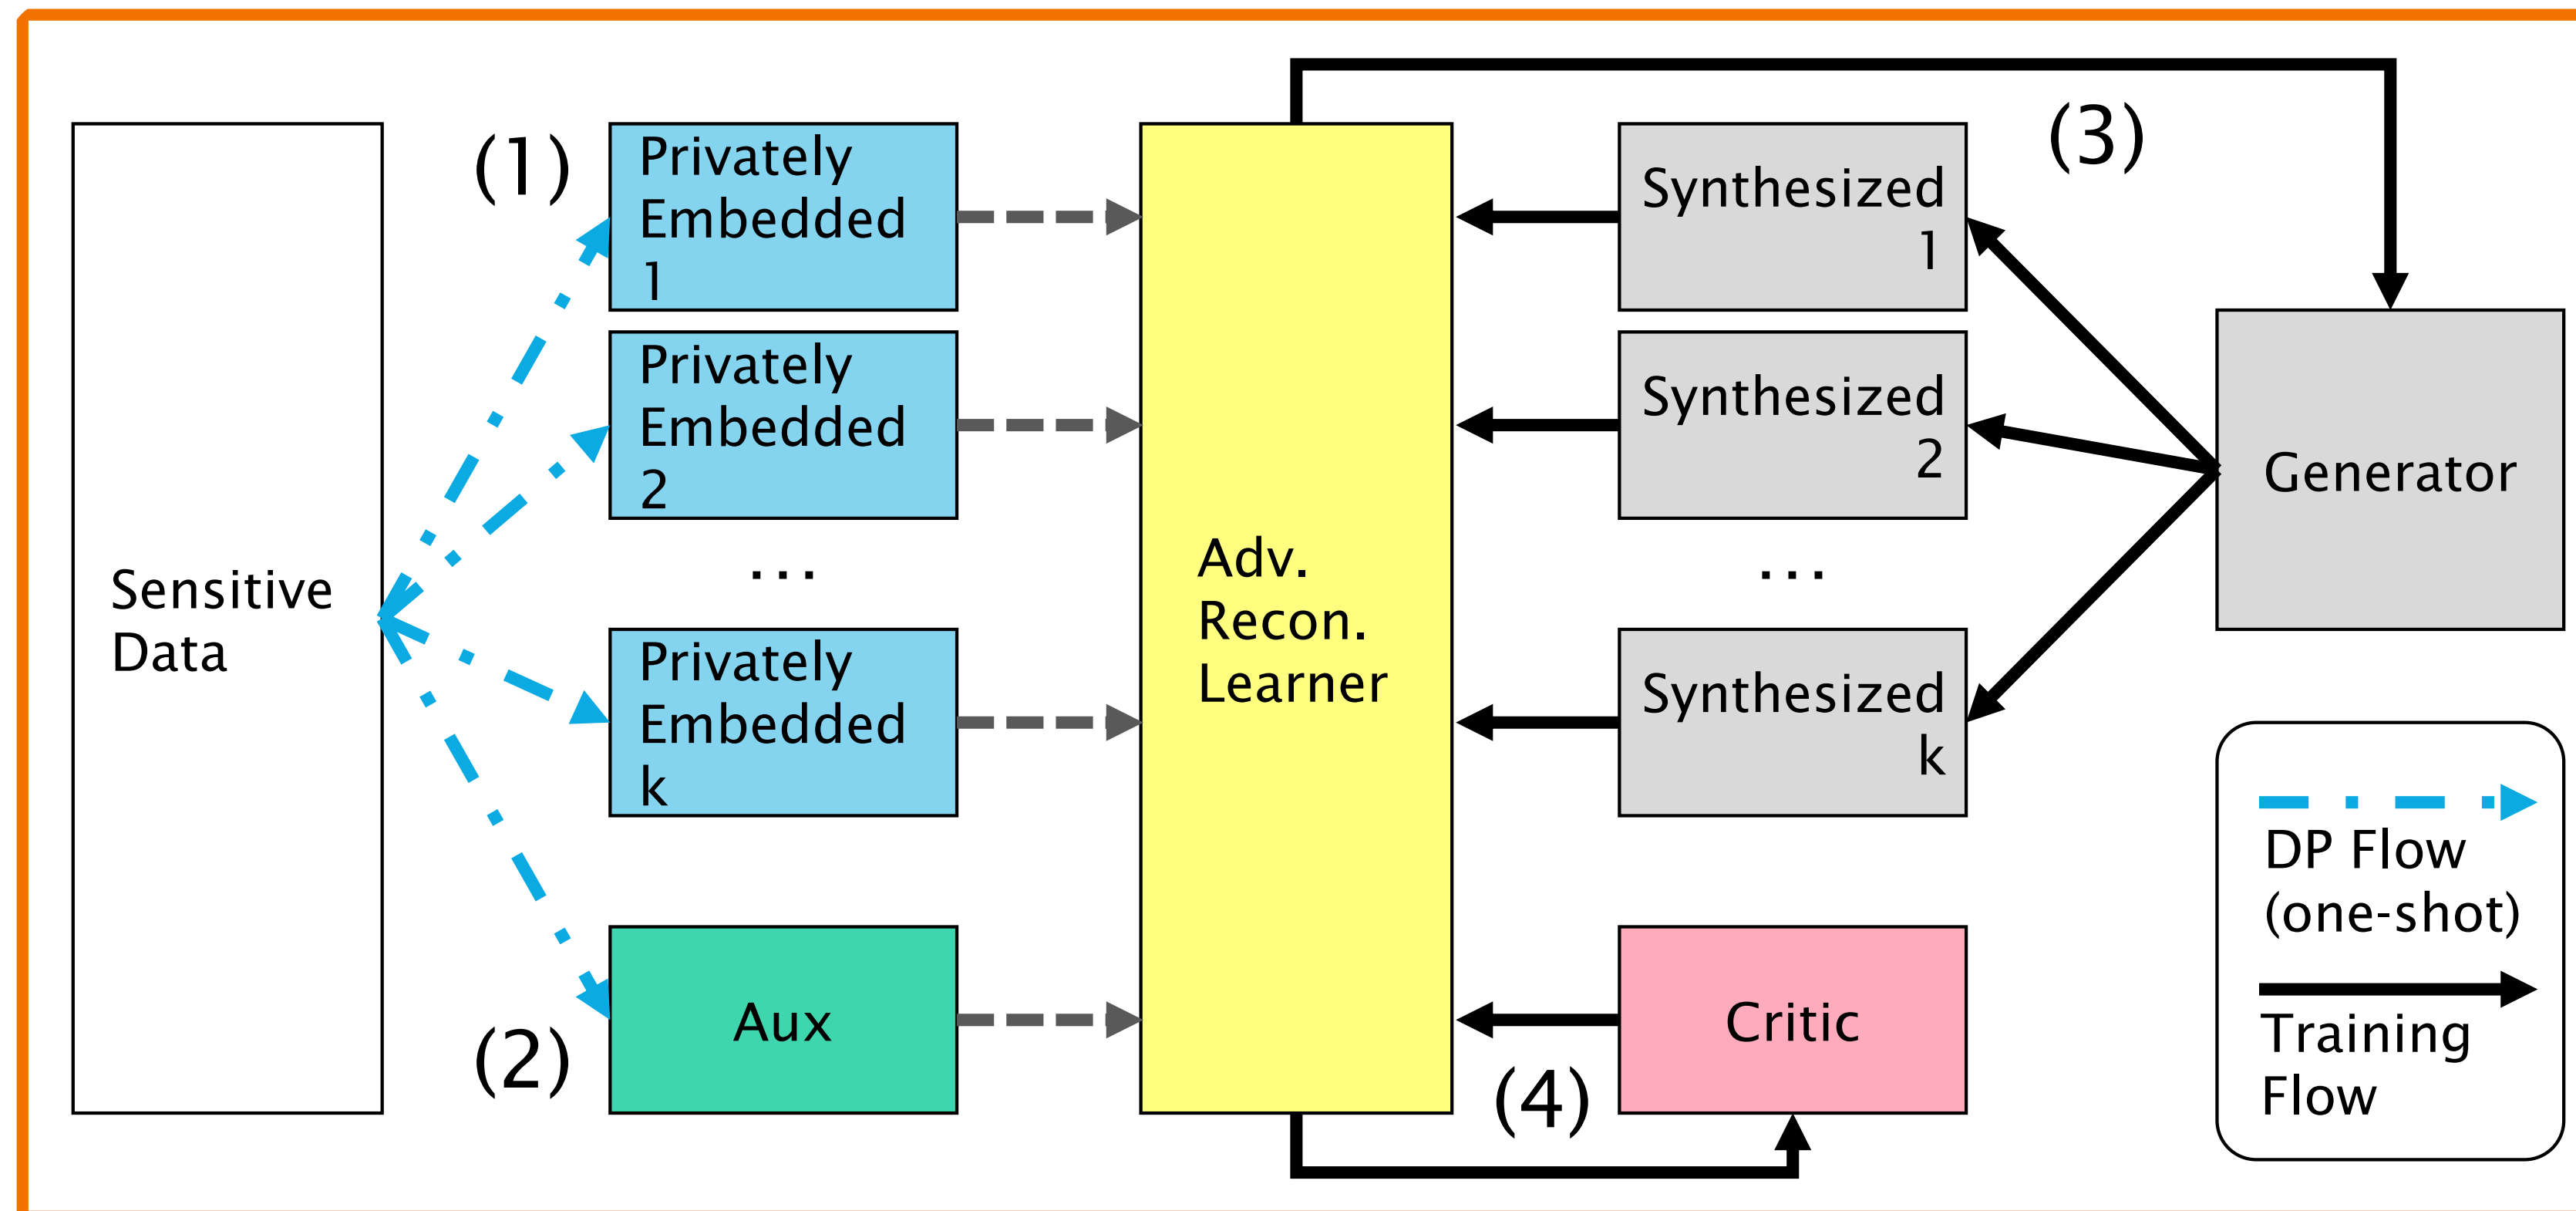 Sensitive
Data
(1)
Privately
Embedded
1
Privately
Embedded
2
...
Privately
Embedded
k
(2)
Aux
Adv.
Recon.
Learner
Synthesized
1
Synthesized
2
...
Synthesized
k
(4)
Critic
(3)
Generator
DP Flow
(one-shot)
Training
Flow